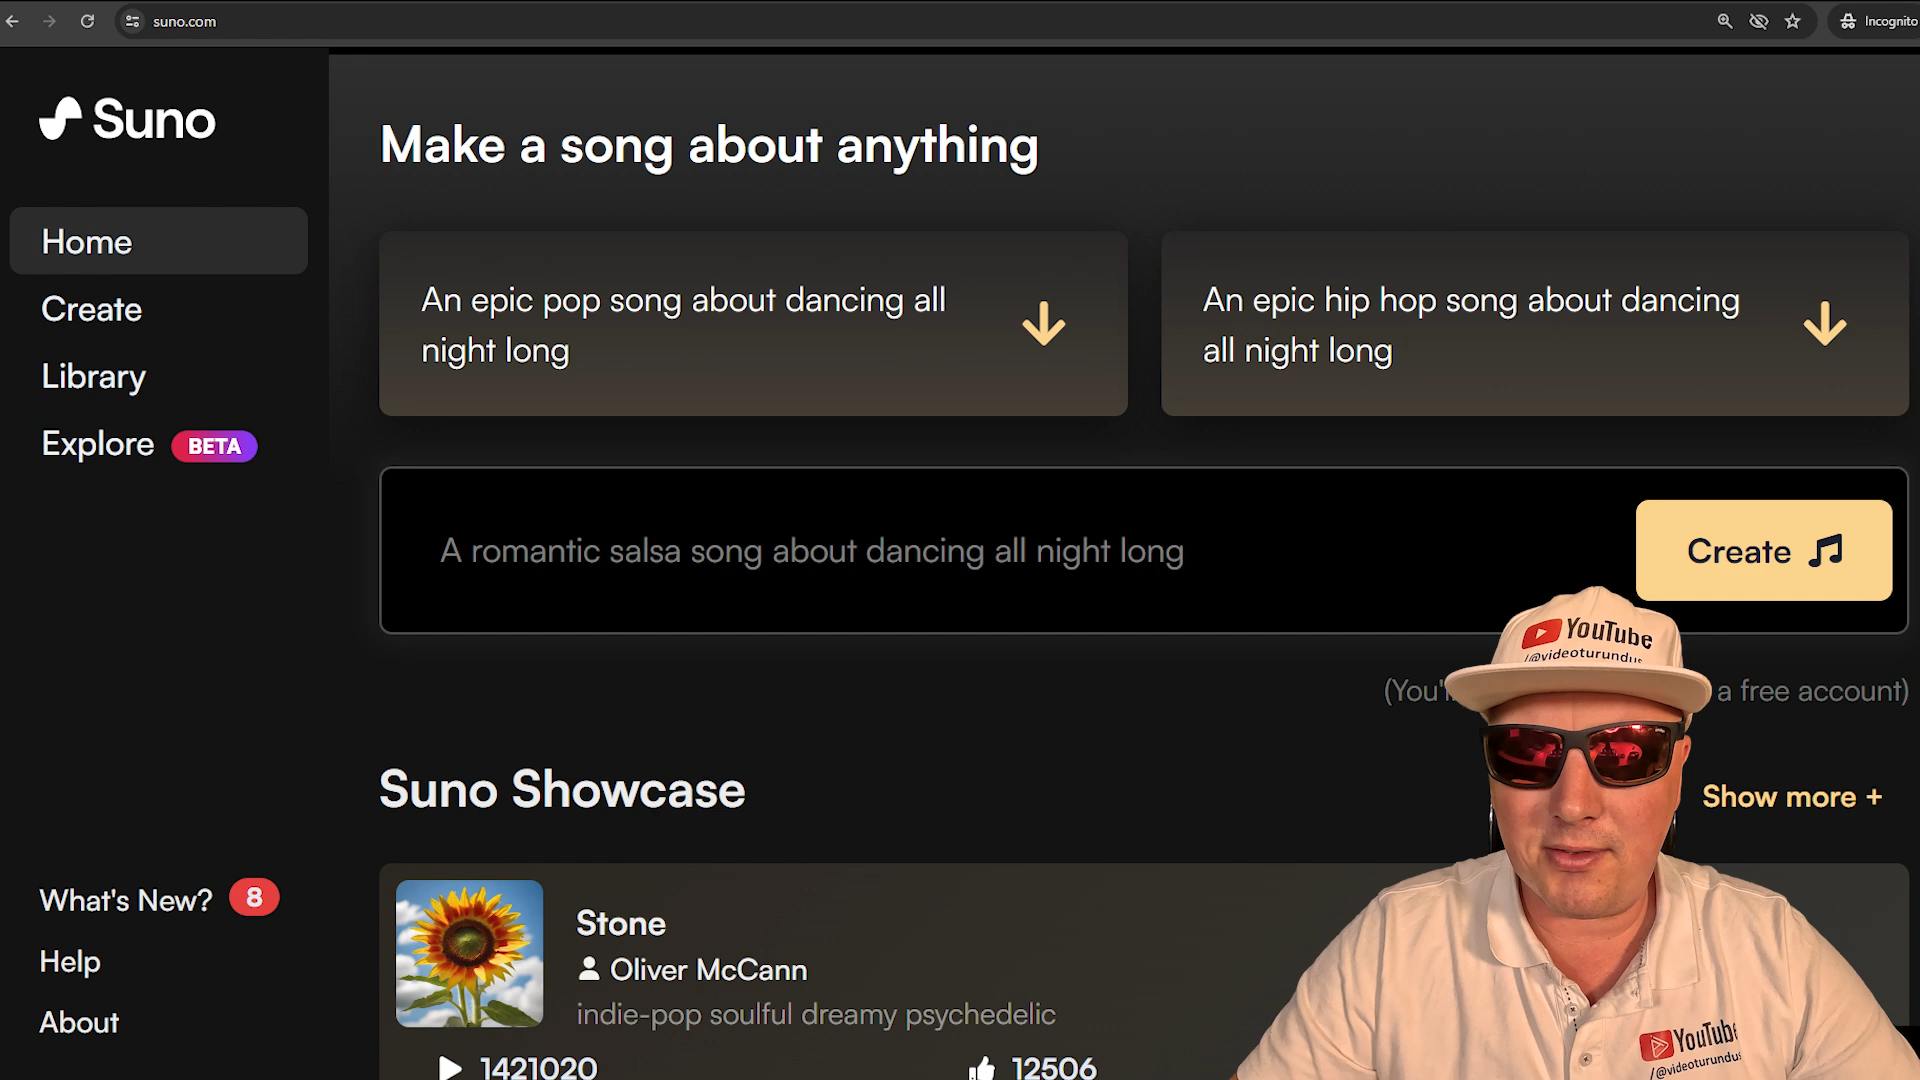 suno.com
Incognito
Suno
Home
Create
Library
Explore BETA
What's New? 8
Help
About
Make a song about anything
An epic pop song about dancing all
night long
An epic hip hop song about dancing
all night long
A romantic salsa song about dancing all night long
Create
a free account)
Suno Showcase
Show more +
Stone
Oliver McCann
indie-pop soulful dreamy psychedelic
1421020
12506
YouTube
/@videoturundus
YouTube
/@videoturundus